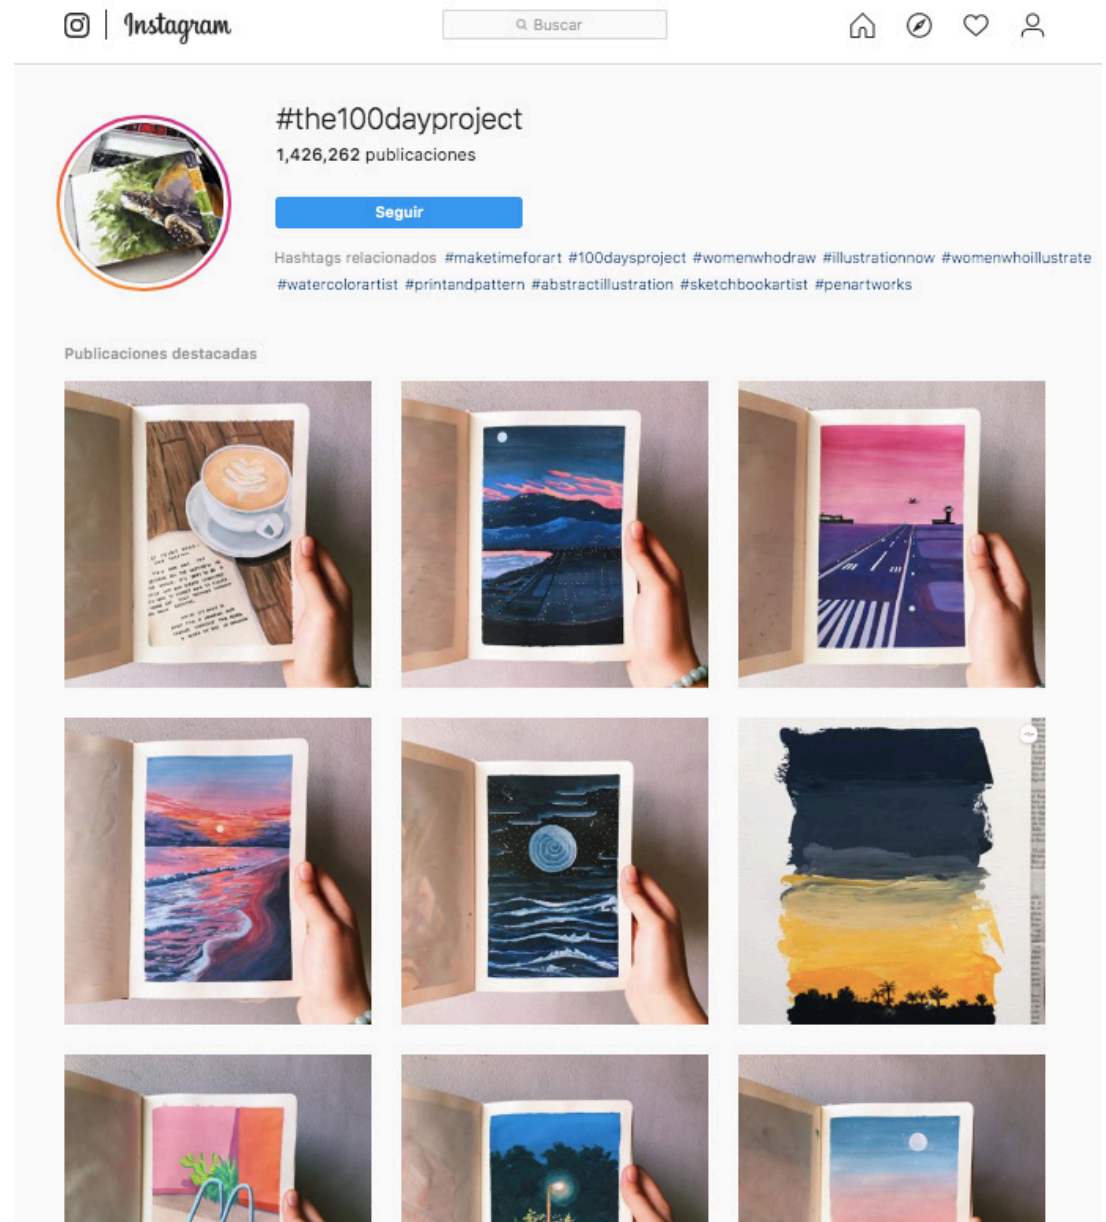 Instagram
Buscar
#the100dayproject
1,426,262 publicaciones
Seguir
Hashtags relacionados #maketimeforart #100daysproject #womenwhodraw #illustrationnow #womenwhoillustrate
#watercolorartist #printandpattern #abstractillustration #sketchbookartist #penartworks
Publicaciones destacadas